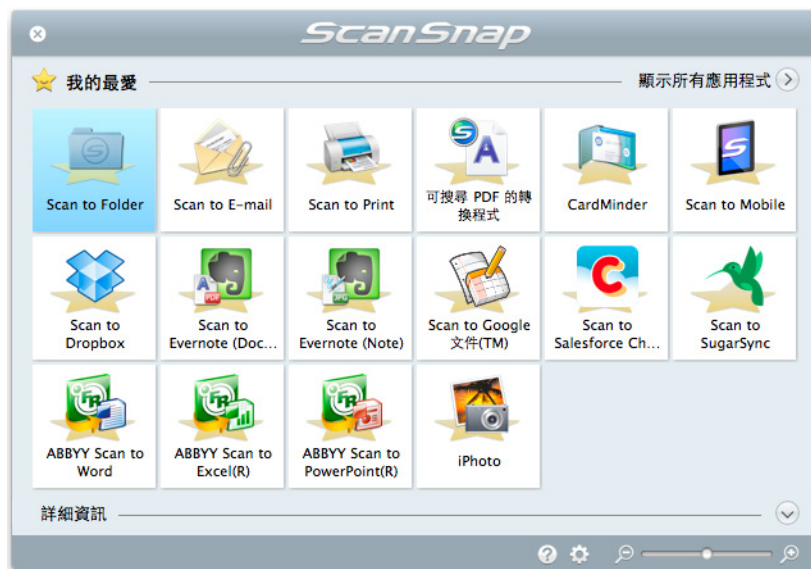 ScanSnap
我的最愛
顯示所有應用程式
Scan to Folder
Scan to E-mail
Scan to Print
可搜尋 PDF 的轉
換程式
CardMinder
Scan to Mobile
Scan to
Dropbox
Scan to
Evernote (Doc...
Scan to
Evernote (Note)
Scan to Google
文件(TM)
Scan to
Salesforce Ch...
Scan to
SugarSync
ABBYY Scan to
Word
ABBYY Scan to
Excel(R)
ABBYY Scan to
PowerPoint(R)
iPhoto
詳細資訊